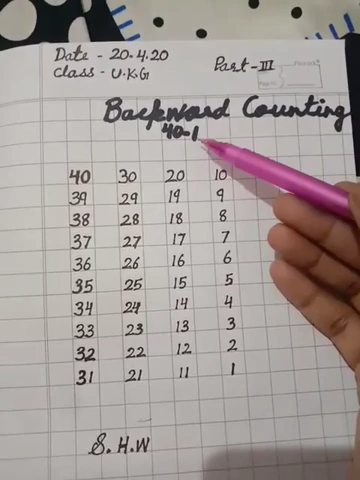 Date - 20.4.20
Class - U.K.G
Part - III
Backward Counting
40-1
40 30 20 10
39 29 19 9
38 28 18 8
37 27 17 7
36 26 16 6
35 25 15 5
34 24 14 4
33 23 13 3
32 22 12 2
31 21 11 1
S.H.W